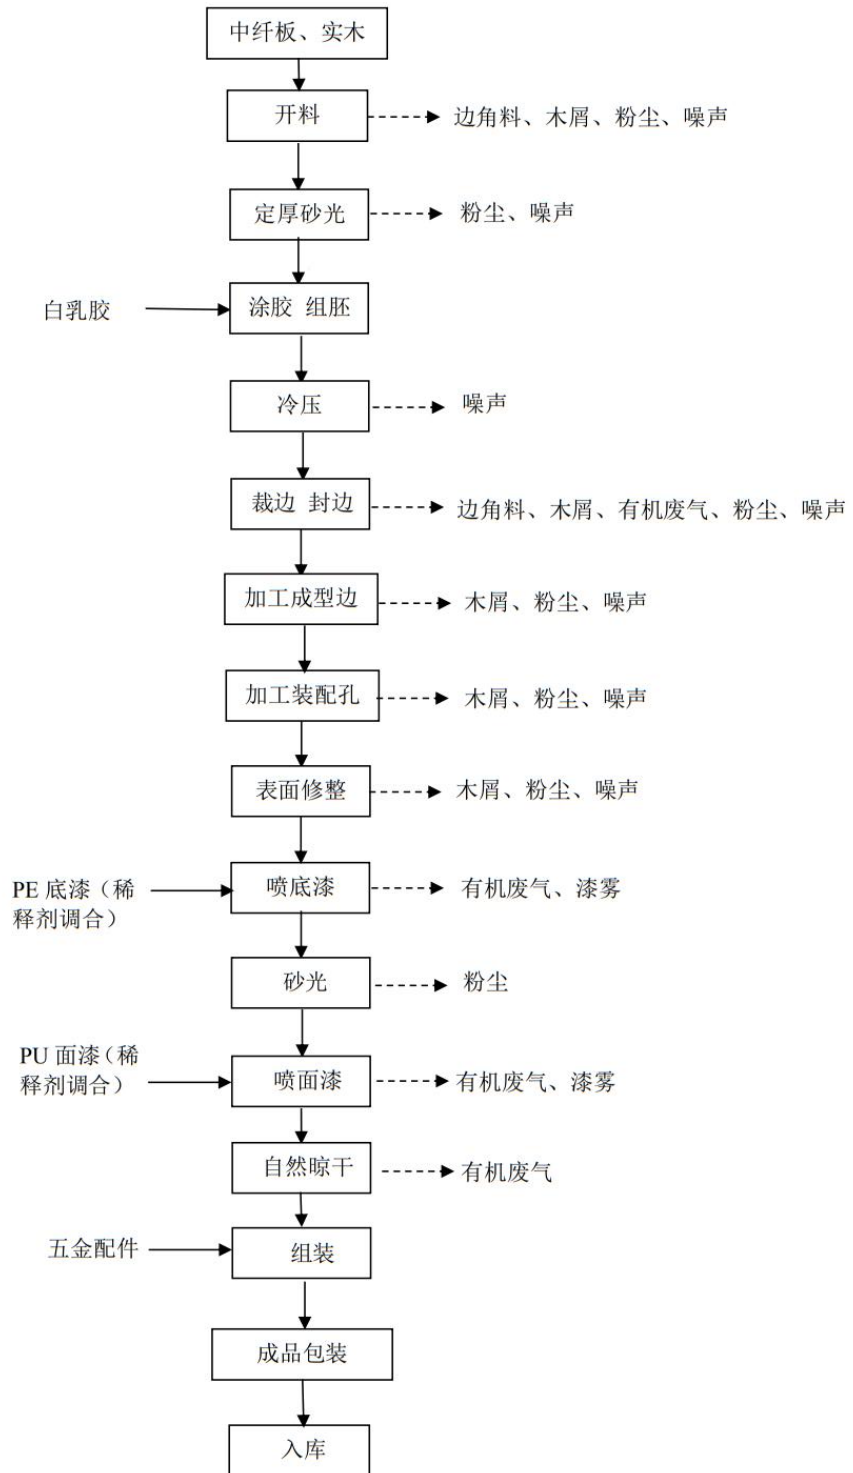 中纤板、实木
开料
边角料、木屑、粉尘、噪声
定厚砂光
粉尘、噪声
白乳胶
涂胶 组胚
冷压
噪声
裁边 封边
边角料、木屑、有机废气、粉尘、噪声
加工成型边
木屑、粉尘、噪声
加工装配孔
木屑、粉尘、噪声
表面修整
木屑、粉尘、噪声
PE 底漆（稀
释剂调合）
喷底漆
有机废气、漆雾
砂光
粉尘
PU 面漆（稀
释剂调合）
喷面漆
有机废气、漆雾
自然晾干
有机废气
五金配件
组装
成品包装
入库